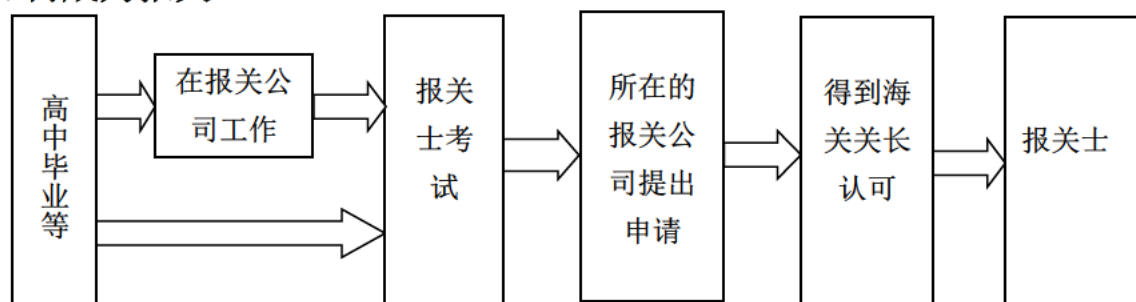 高中毕业等
在报关公
司工作
报关
士考
试
所在的
报关公
司提出
申请
得到海
关关长
认可
报关士